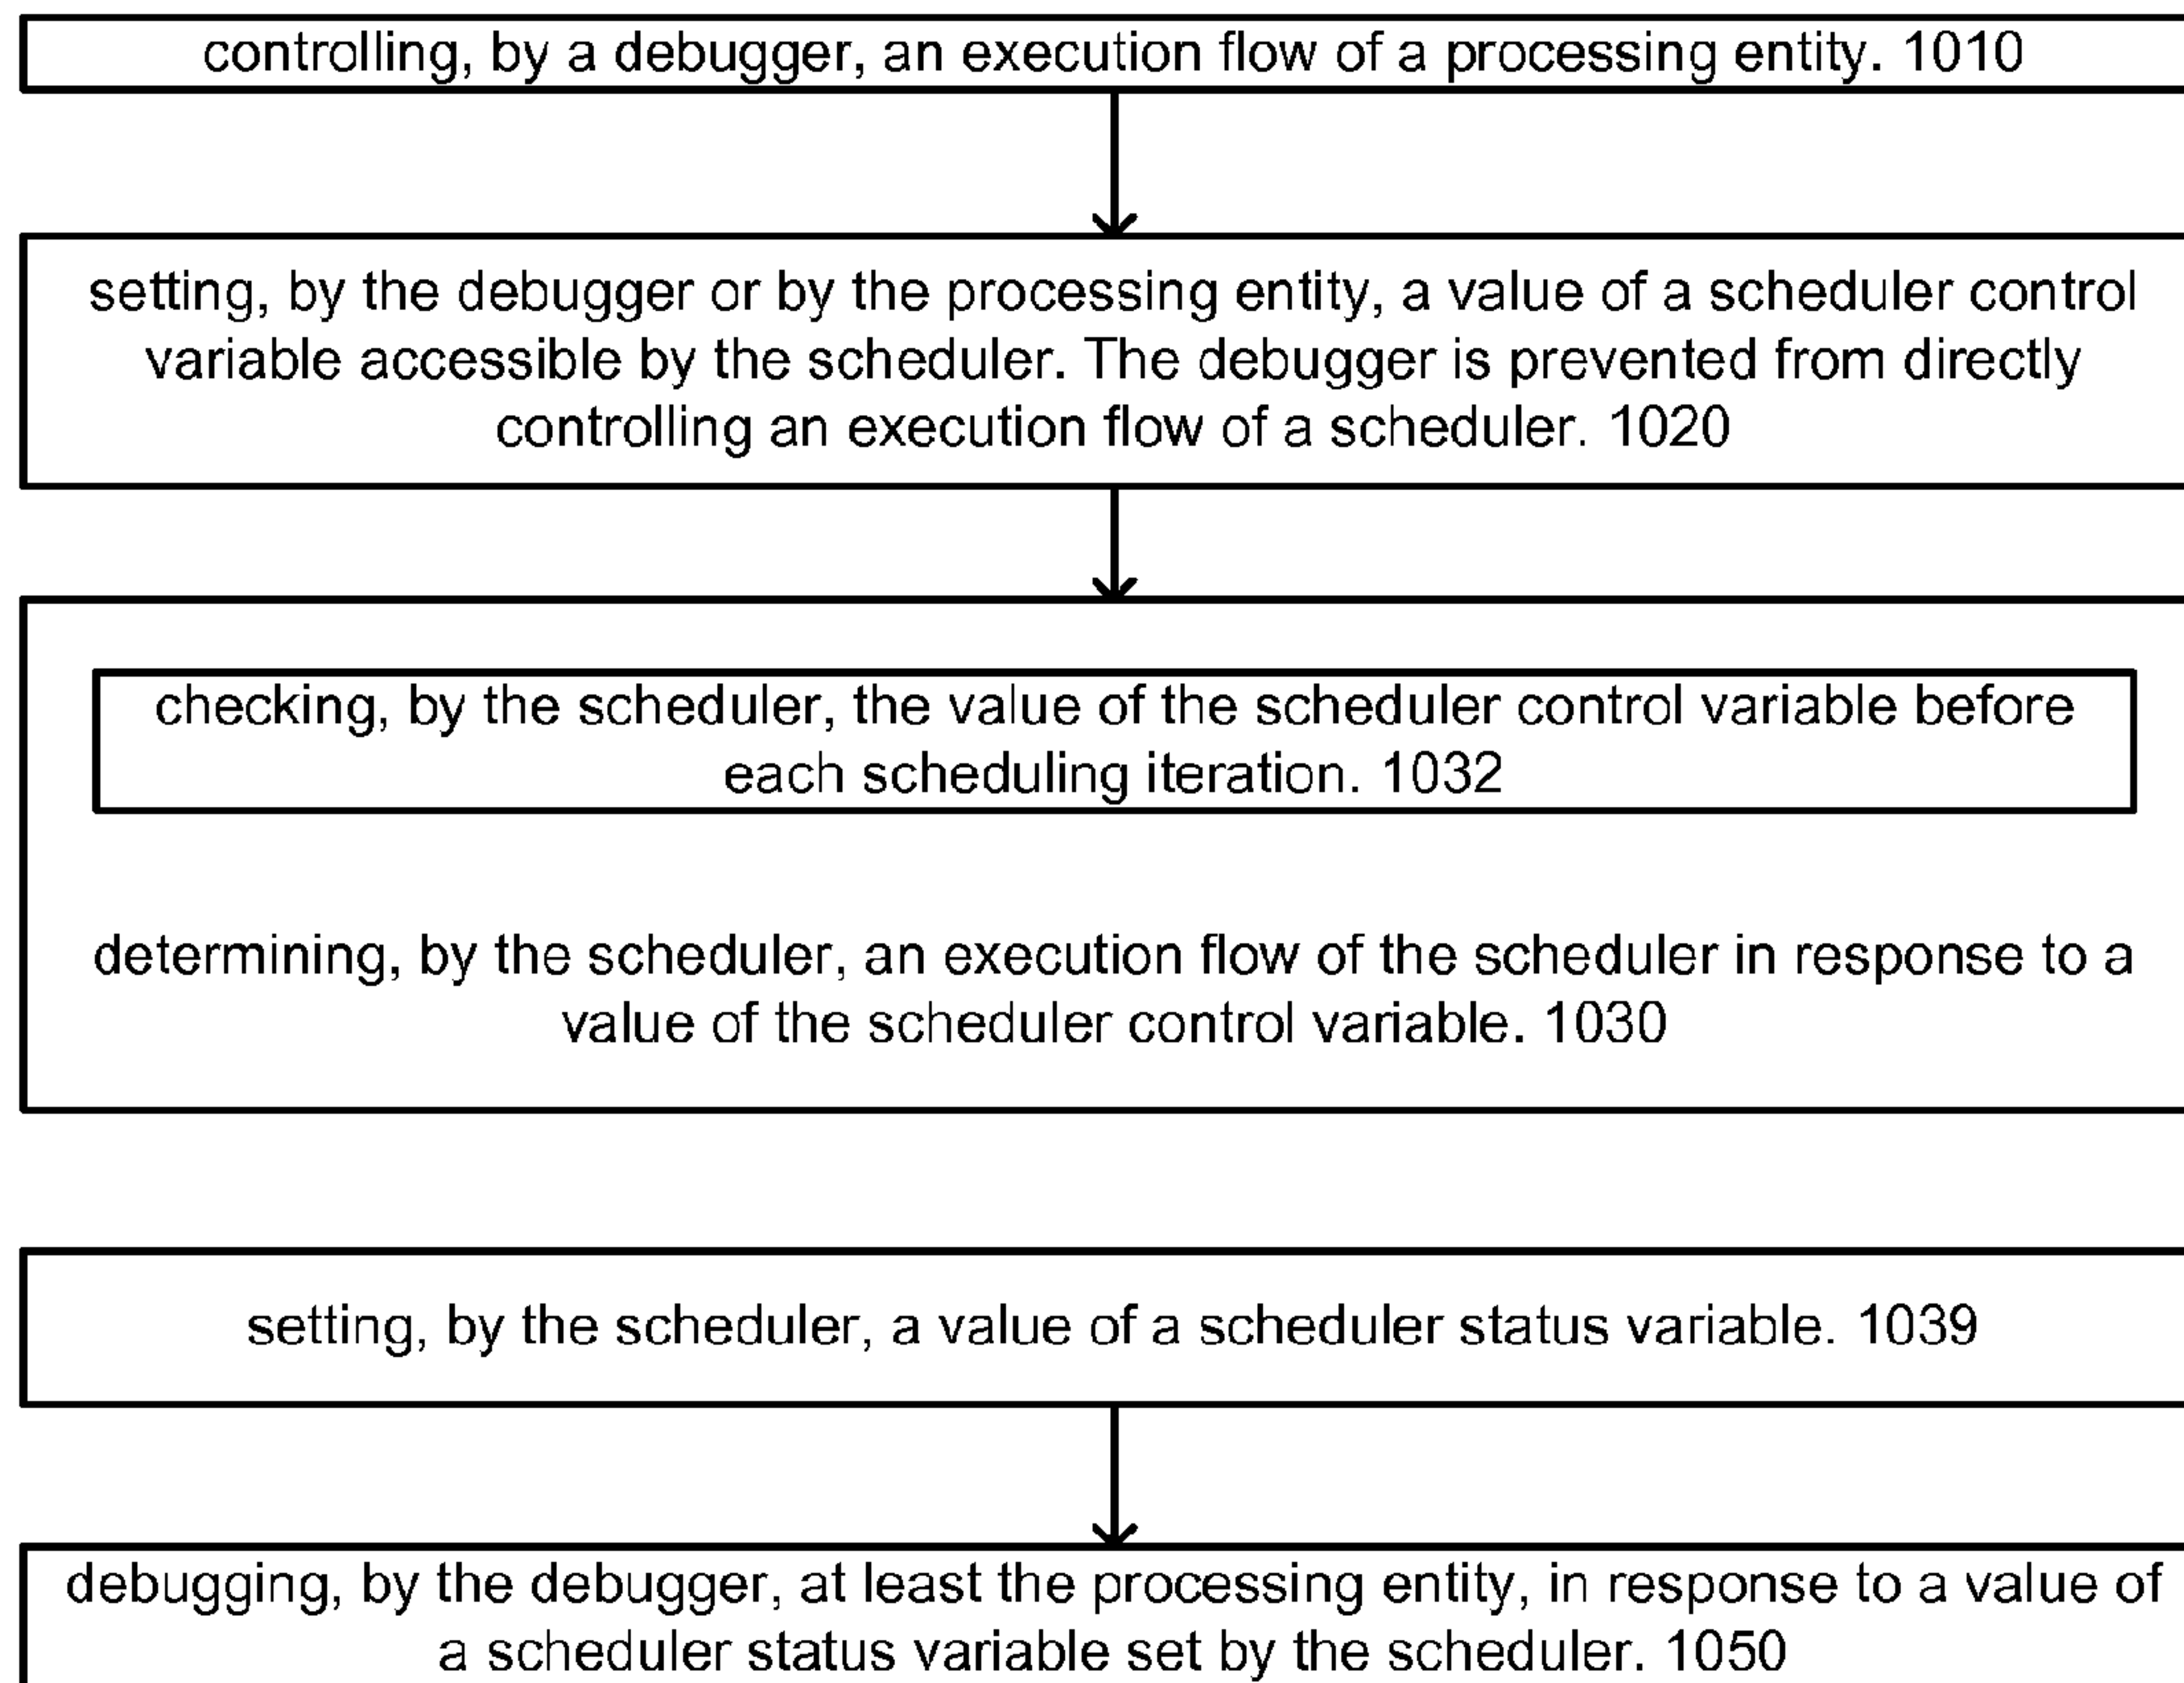 controlling, by a debugger, an execution flow of a processing entity. 1010
setting, by the debugger or by the processing entity, a value of a scheduler control
variable accessible by the scheduler. The debugger is prevented from directly
controlling an execution flow of a scheduler. 1020
checking, by the scheduler, the value of the scheduler control variable before
each scheduling iteration. 1032
determining, by the scheduler, an execution flow of the scheduler in response to a
value of the scheduler control variable. 1030
setting, by the scheduler, a value of a scheduler status variable. 1039
debugging, by the debugger, at least the processing entity, in response to a value of
a scheduler status variable set by the scheduler. 1050